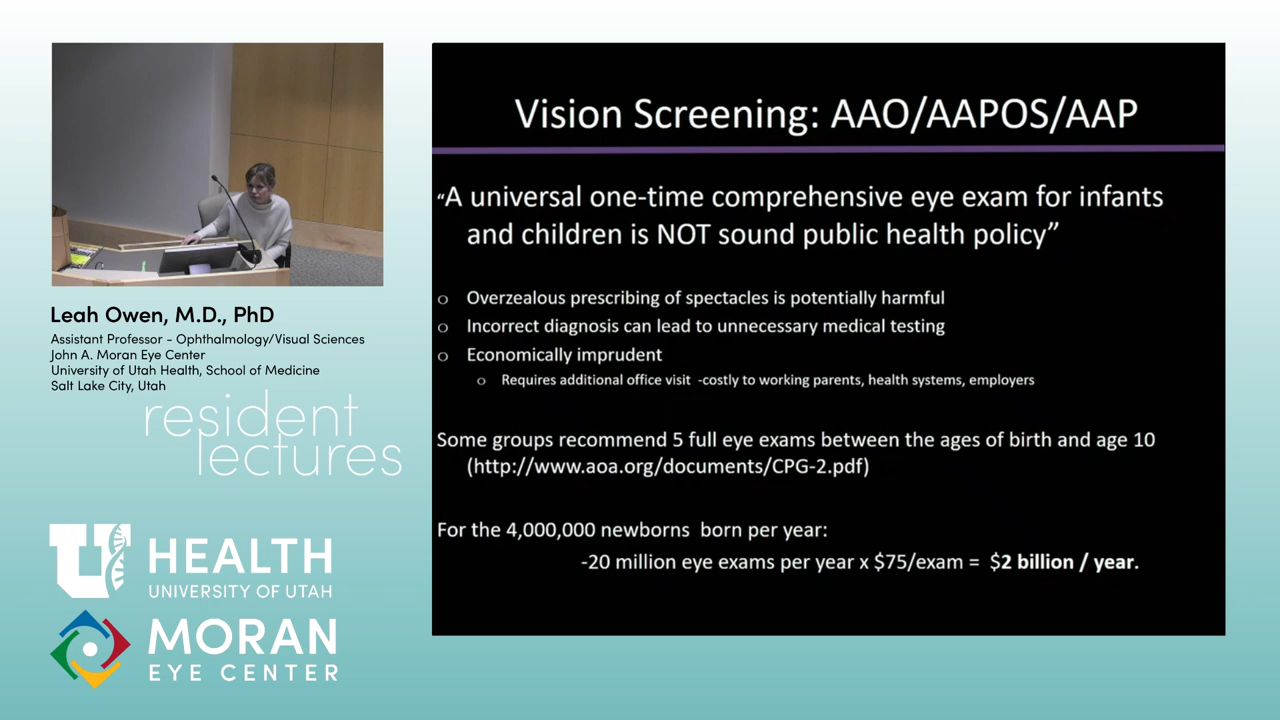 Vision Screening: AAO/AAPOS/AAP
“A universal one-time comprehensive eye exam for infants
and children is NOT sound public health policy”
o Overzealous prescribing of spectacles is potentially harmful
o Incorrect diagnosis can lead to unnecessary medical testing
o Economically imprudent
o Requires additional office visit -costly to working parents, health systems, employers
Some groups recommend 5 full eye exams between the ages of birth and age 10
(http://www.aoa.org/documents/CPG-2.pdf)
For the 4,000,000 newborns born per year:
-20 million eye exams per year x $75/exam = $2 billion / year.
Leah Owen, M.D., PhD
Assistant Professor - Ophthalmology/Visual Sciences
John A. Moran Eye Center
University of Utah Health, School of Medicine
Salt Lake City, Utah
resident
lectures
U HEALTH
UNIVERSITY OF UTAH
MORAN
EYE CENTER